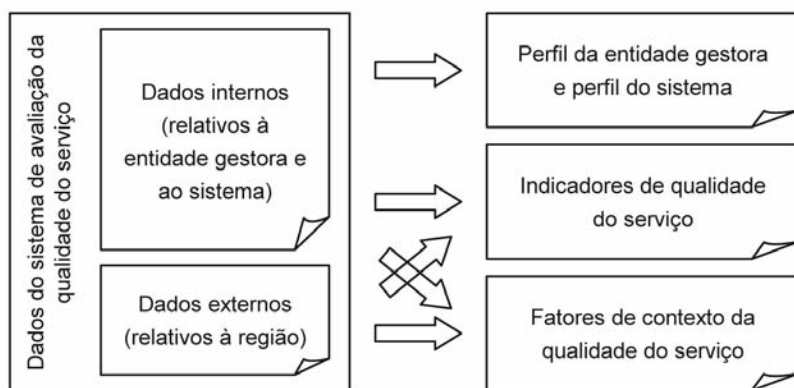 Dados do sistema de avaliação da
qualidade do serviço
Dados internos
(relativos à
entidade gestora e
ao sistema)
Dados externos
(relativos à região)
Perfil da entidade gestora
e perfil do sistema
Indicadores de qualidade
do serviço
Fatores de contexto da
qualidade do serviço